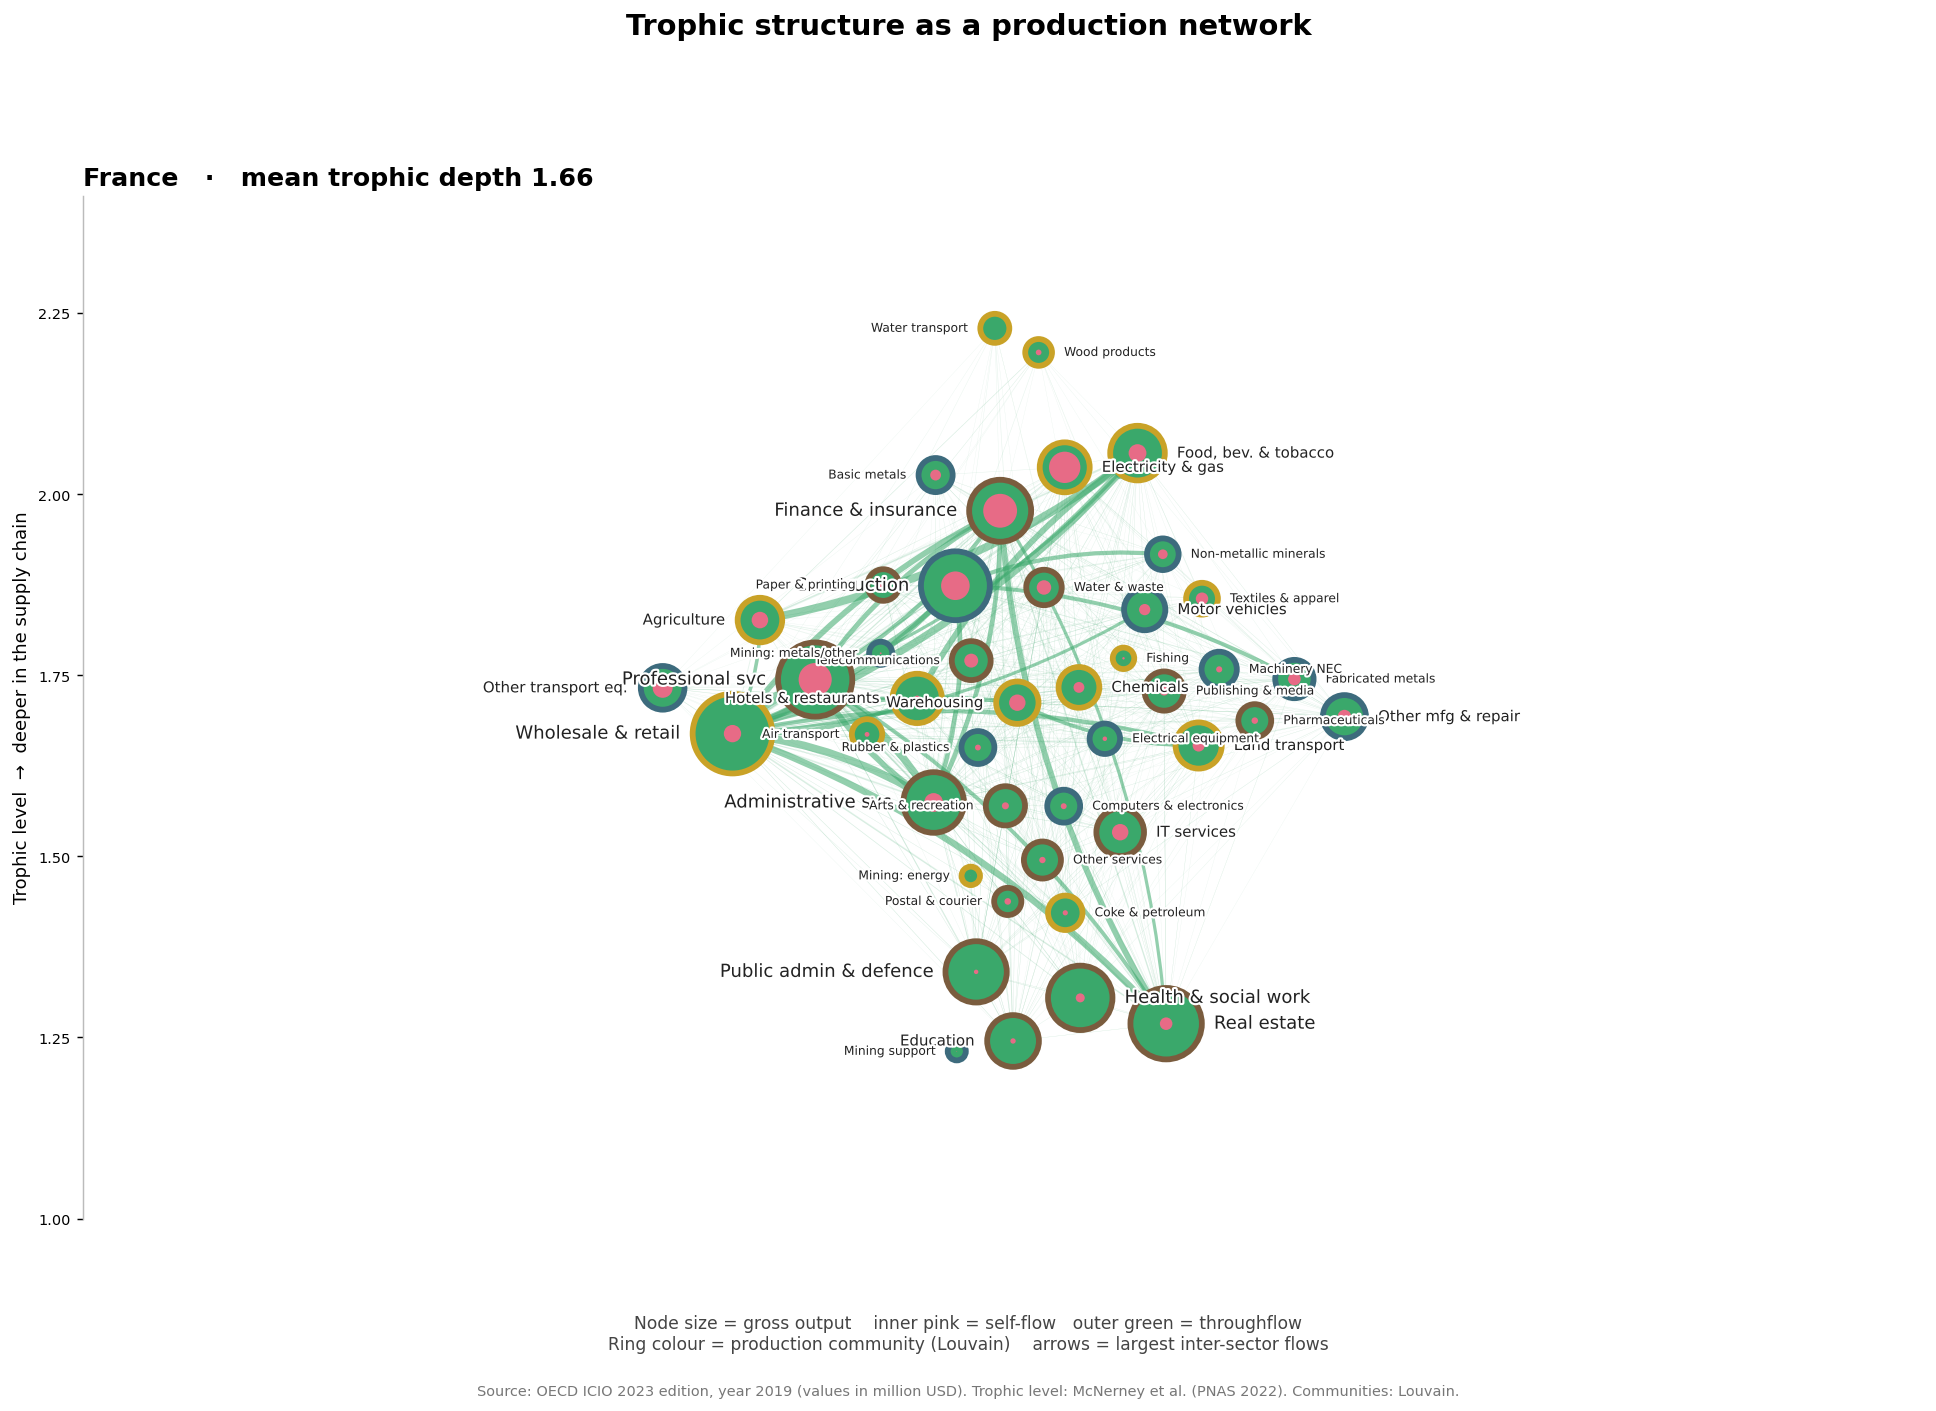 Trophic structure as a production network
France · mean trophic depth 1.66
Trophic level → deeper in the supply chain
2.25
2.00
1.75
1.50
1.25
1.00
Water transport
Wood products
Food, bev. & tobacco
Electricity & gas
Basic metals
Finance & insurance
Non-metallic minerals
Paper & printing
Water & waste
Textiles & apparel
Motor vehicles
Agriculture
Mining: metals/other
Telecommunications
Fishing
Machinery NEC
Professional svc
Fabricated metals
Other transport eq.
Chemicals
Publishing & media
Hotels & restaurants
Warehousing
Other mfg & repair
Pharmaceuticals
Wholesale & retail
Air transport
Electrical equipment
Land transport
Rubber & plastics
Administrative
Arts & recreation
Computers & electronics
IT services
Other services
Mining: energy
Postal & courier
Coke & petroleum
Public admin & defence
Health & social work
Real estate
Education
Mining support
Node size = gross output inner pink = self-flow outer green = throughflow
Ring colour = production community (Louvain) arrows = largest inter-sector flows
Source: OECD ICIO 2023 edition, year 2019 (values in million USD). Trophic level: McNerney et al. (PNAS 2022). Communities: Louvain.